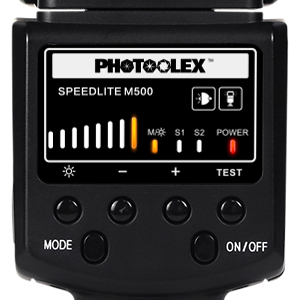 PHOTOOLEX™
SPEEDLITE M500
M/☼ S1 S2 POWER
☼ − + TEST
MODE ON/OFF